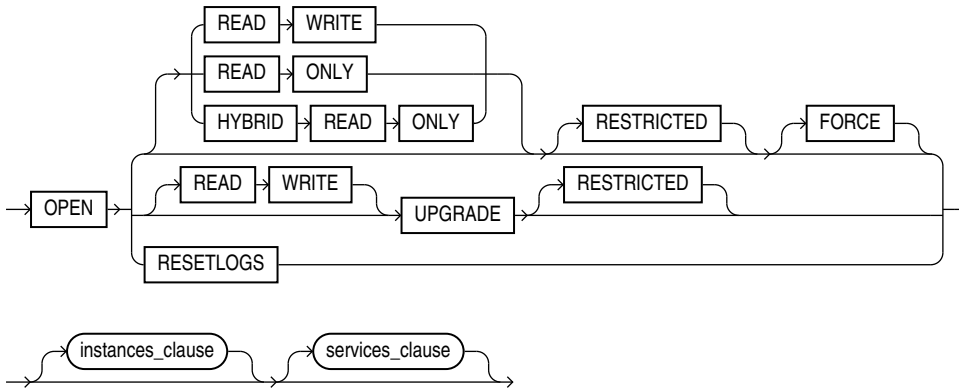 READ WRITE
READ ONLY
HYBRID READ ONLY
RESTRICTED FORCE
READ WRITE RESTRICTED
OPEN UPGRADE
RESETLOGS
instances_clause services_clause